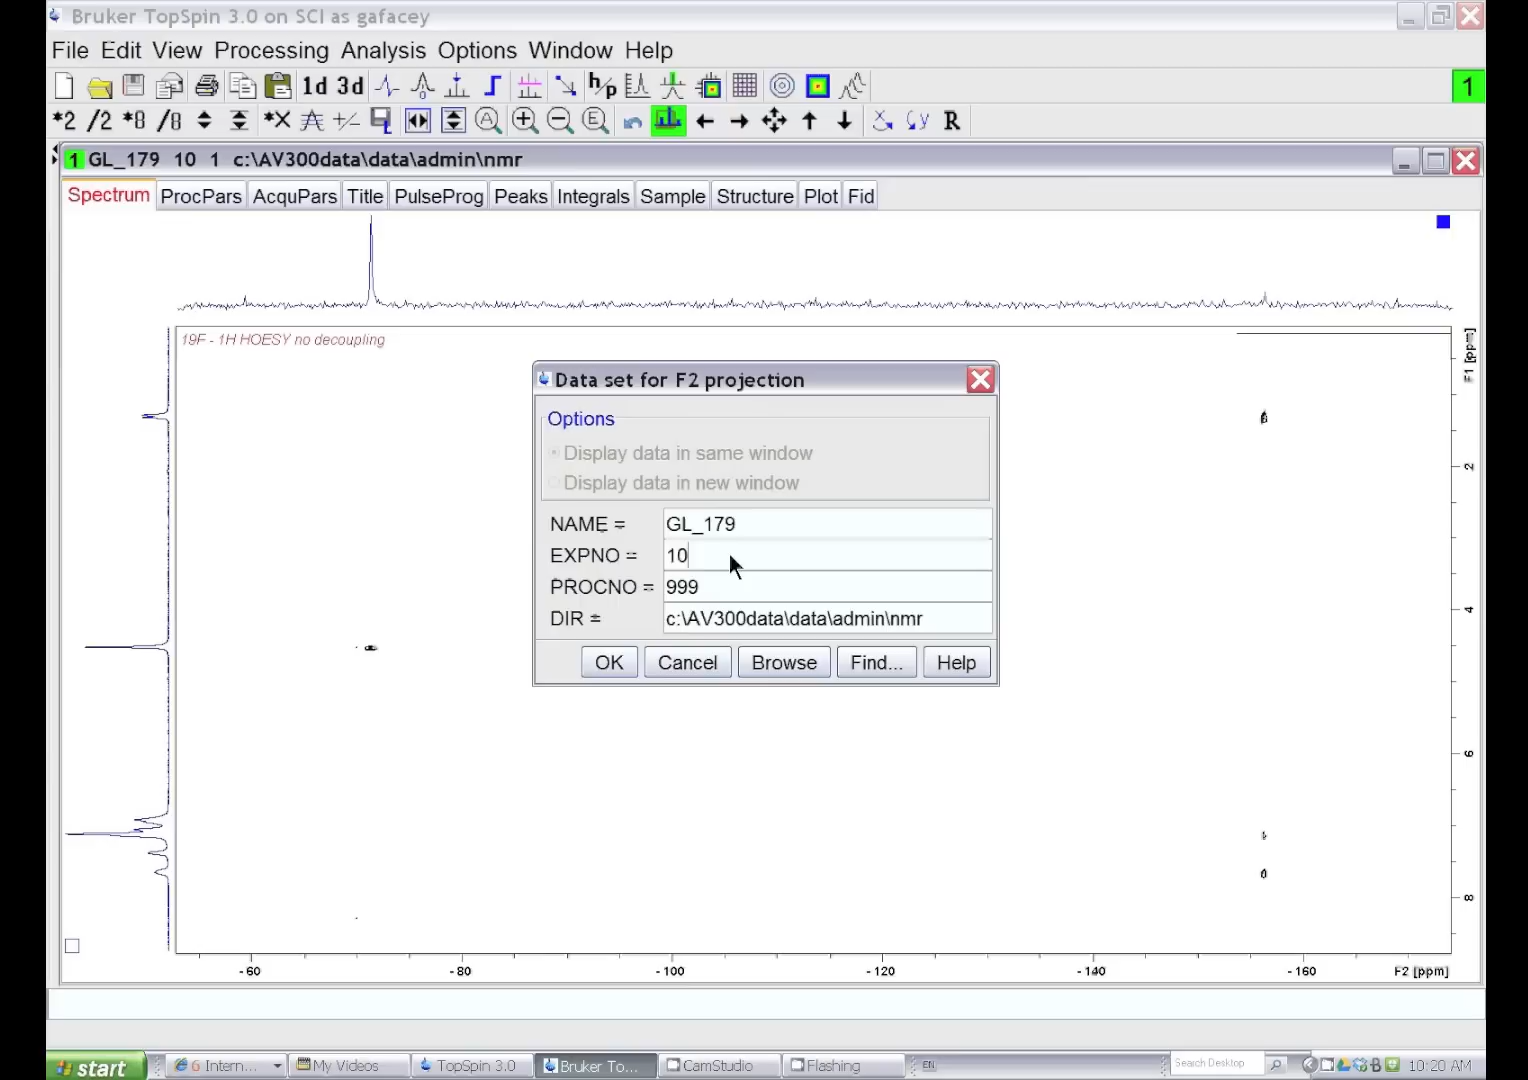 Bruker TopSpin 3.0 on SCI as gafacey
File Edit View Processing Analysis Options Window Help
1d 3d h/p 1
*2 /2 *8 /8 *X +/- A E R
1 GL_179 10 1 c:\AV300data\data\admin\nmr
Spectrum ProcPars AcquPars Title PulseProg Peaks Integrals Sample Structure Plot Fid
19F - 1H HOESY no decoupling
F1 [ppm]
Data set for F2 projection
Options
Display data in same window
Display data in new window
2
NAME = GL_179
EXPNO = 10
PROCNO = 999
4
DIR = c:\AV300data\data\admin\nmr
OK Cancel Browse Find... Help
6
8
-60 -80 -100 -120 -140 -160 F2 [ppm]
start 6 Intern... My Videos TopSpin 3.0 Bruker To... CamStudio Flashing EN Search Desktop 10:20 AM